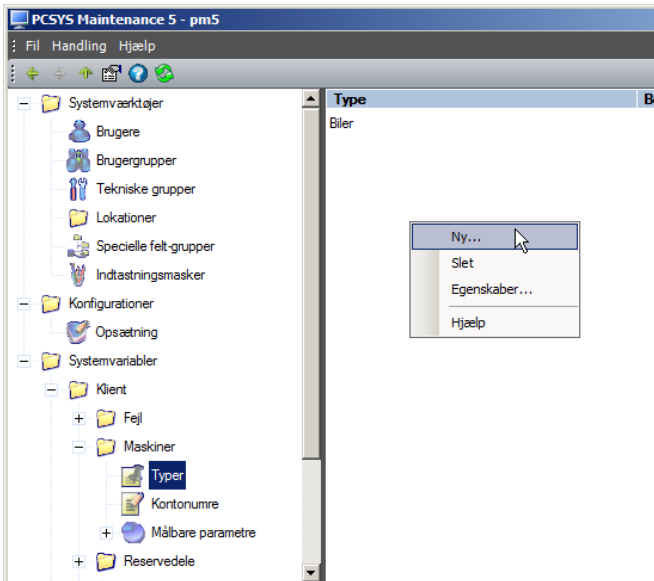 PCSYS Maintenance 5 - pm5
Fil Handling Hjælp
Systemværktøjer
Brugere
Brugergrupper
Tekniske grupper
Lokationer
Specielle felt-grupper
Indtastningsmasker
Konfigurationer
Opsætning
Systemvariabler
Klient
Fejl
Maskiner
Typer
Kontonumre
Målbare parametre
Reservedele
Type
Biler
Ny...
Slet
Egenskaber...
Hjælp